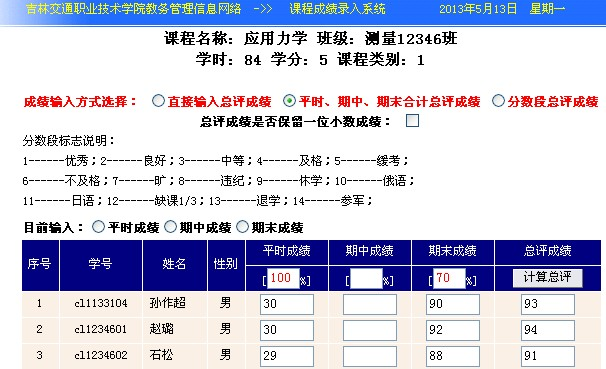 吉林交通职业技术学院教务管理信息网络 ->> 课程成绩录入系统 2013年5月13日 星期一
课程名称：应用力学 班级：测量12346班
学时：84 学分：5 课程类别：1
成绩输入方式选择： 直接输入总评成绩 平时、期中、期末合计总评成绩 分数段总评成绩
总评成绩是否保留一位小数成绩：
分数段标志说明：
1------优秀；2------良好；3------中等；4------及格；5------缓考；
6------不及格；7------旷；8------违纪；9------休学；10------俄语；
11------日语；12------缺课1/3；13------退学；14------参军；
目前输入： 平时成绩 期中成绩 期末成绩
序号 学号 姓名 性别 平时成绩 期中成绩 期末成绩 总评成绩
[100%] [ %] [70%] 计算总评
1 cl1133104 孙作超 男 30 90 93
2 cl1234601 赵璐 男 30 92 94
3 cl1234602 石松 男 29 88 91